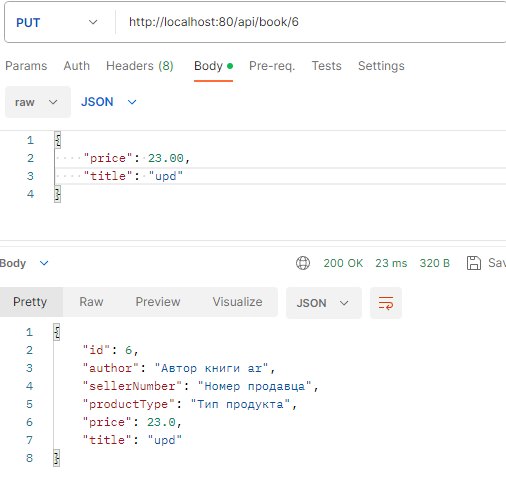 PUT http://localhost:80/api/book/6
Params Auth Headers (8) Body Pre-req. Tests Settings
raw JSON
1 {
2 "price": 23.00,
3 "title": "upd"
4 }
Body 200 OK 23 ms 320 B Sav
Pretty Raw Preview Visualize JSON
1 {
2 "id": 6,
3 "author": "Автор книги ar",
4 "sellerNumber": "Номер продавца",
5 "productType": "Тип продукта",
6 "price": 23.0,
7 "title": "upd"
8 }